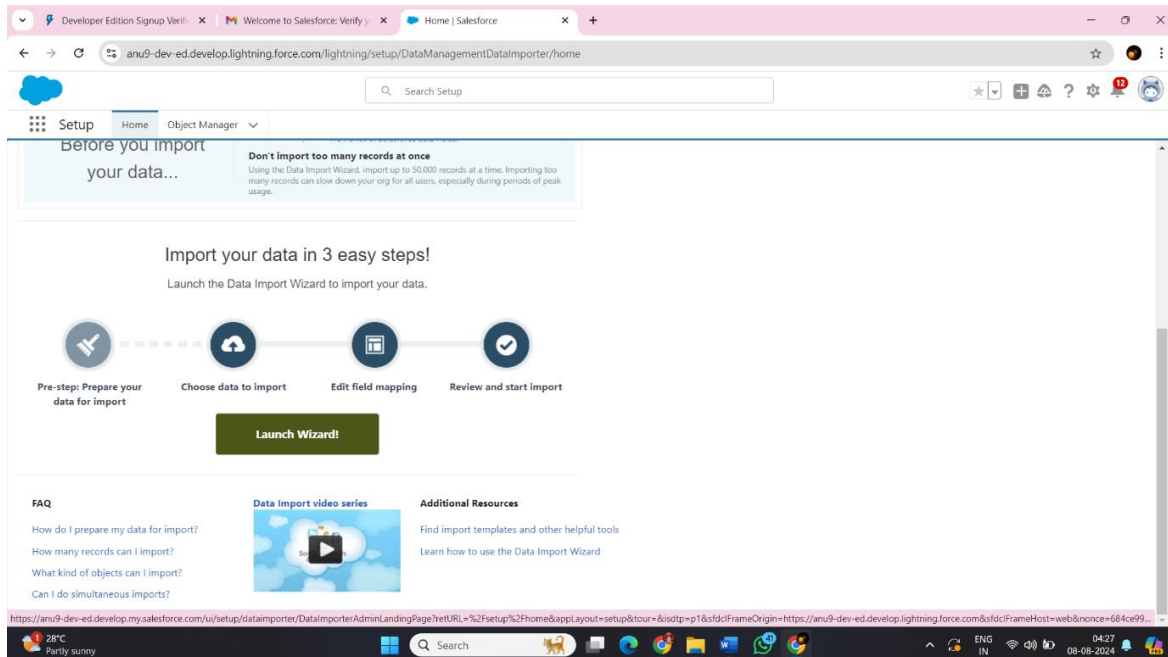 Developer Edition Signup Verifi
Welcome to Salesforce: Verify y
Home | Salesforce
anu9-dev-ed.develop.lightning.force.com/lightning/setup/DataManagementDataImporter/home
Search Setup
12
Setup
Home
Object Manager
Before you import
your data...
Don't import too many records at once
Using the Data Import Wizard, import up to 50,000 records at a time. Importing too
many records can slow down your org for all users, especially during periods of peak
usage.
Import your data in 3 easy steps!
Launch the Data Import Wizard to import your data.
Pre-step: Prepare your
data for import
Choose data to import
Edit field mapping
Review and start import
Launch Wizard!
FAQ
How do I prepare my data for import?
How many records can I import?
What kind of objects can I import?
Can I do simultaneous imports?
Data Import video series
Additional Resources
Find import templates and other helpful tools
Learn how to use the Data Import Wizard
https://anu9-dev-ed.develop.my.salesforce.com/ui/setup/dataimporter/DataImporterAdminLandingPage?retURL=%2Fsetup%2Fhome&appLayout=setup&tour=&isdtp=p1&sfdcIFrameOrigin=https://anu9-dev-ed.develop.lightning.force.com&sfdcIFrameHost=web&nonce=684ce99...
1
28°C
Partly sunny
Search
ENG
IN
04:27
08-08-2024